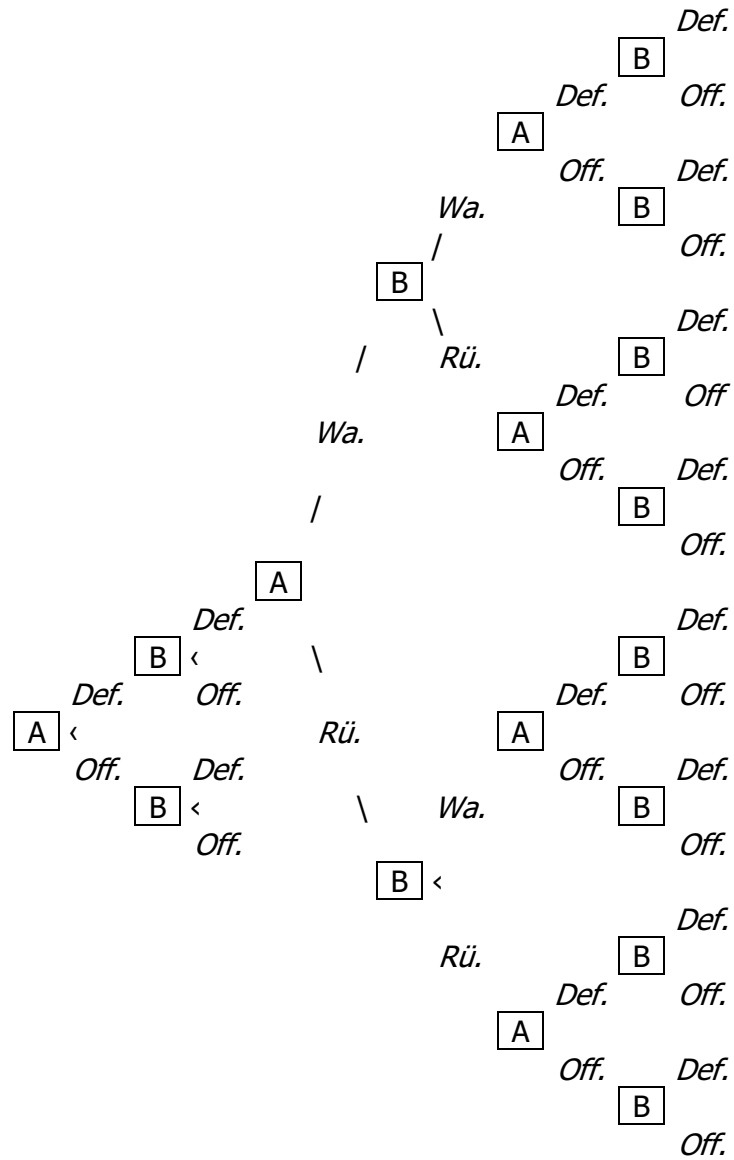 Def.
B
Def. Off.
A
Off. Def.
Wa. B
/ Off.
B
\ Def.
/ Rü. B
Def. Off
Wa. A
Off. Def.
/ B
Off.
A
Def. Def.
B ‹ \ B
Def. Off. Def. Off.
A ‹ Rü. A
Off. Def. Off. Def.
B ‹ \ Wa. B
Off. Off.
B ‹
Def.
Rü. B
Def. Off.
A
Off. Def.
B
Off.